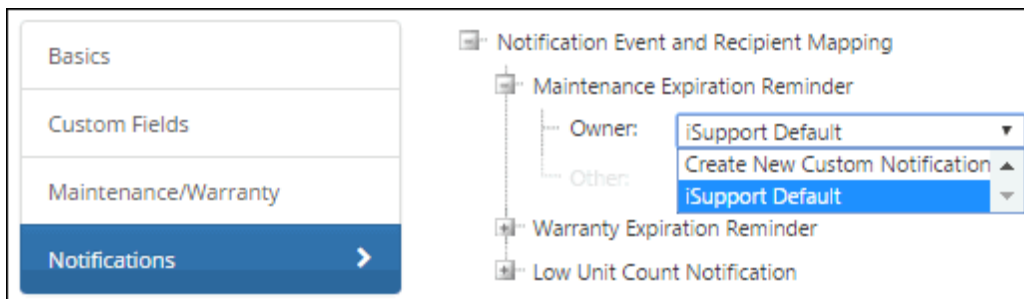 Basics
Custom Fields
Maintenance/Warranty
Notifications
Notification Event and Recipient Mapping
Maintenance Expiration Reminder
Owner: iSupport Default
Create New Custom Notification
Other: iSupport Default
Warranty Expiration Reminder
Low Unit Count Notification